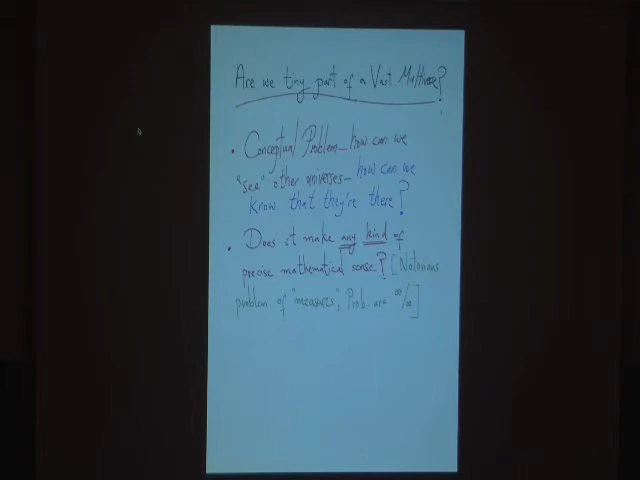 Are we tiny part of a Vast Multiverse?
• Conceptual Problem – how can we
"see" other universes – how can we
know that they're there?
• Does it make any kind of
precise mathematical sense? [Notorious
problem of "measures", Prob. are ∞/∞]